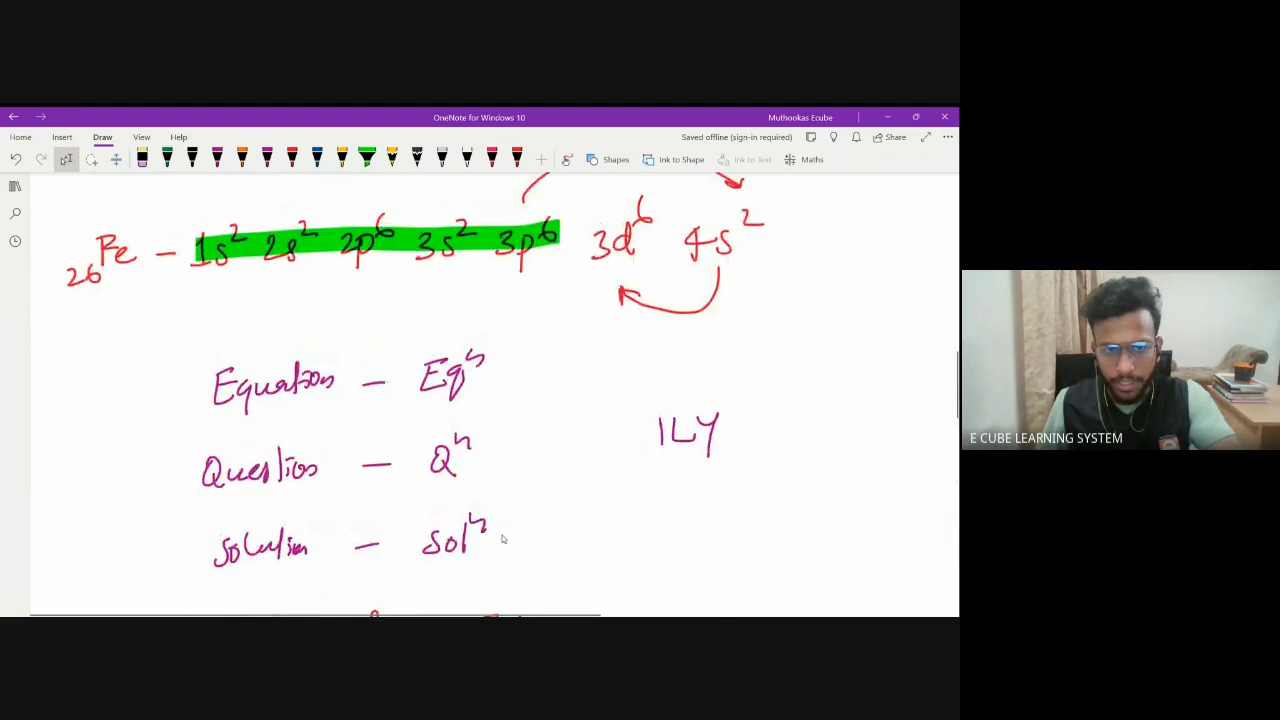 OneNote for Windows 10
Muthookas Ecube
Home Insert Draw View Help
Saved offline (sign-in required)
Share
Shapes
Ink to Shape
Ink to Text
Maths
₂₆Fe – 1s² 2s² 2p⁶ 3s² 3p⁶ 3d⁶ 4s²
Equation – Eqⁿ
ILY
Question – Qⁿ
Solution – Solⁿ
E CUBE LEARNING SYSTEM